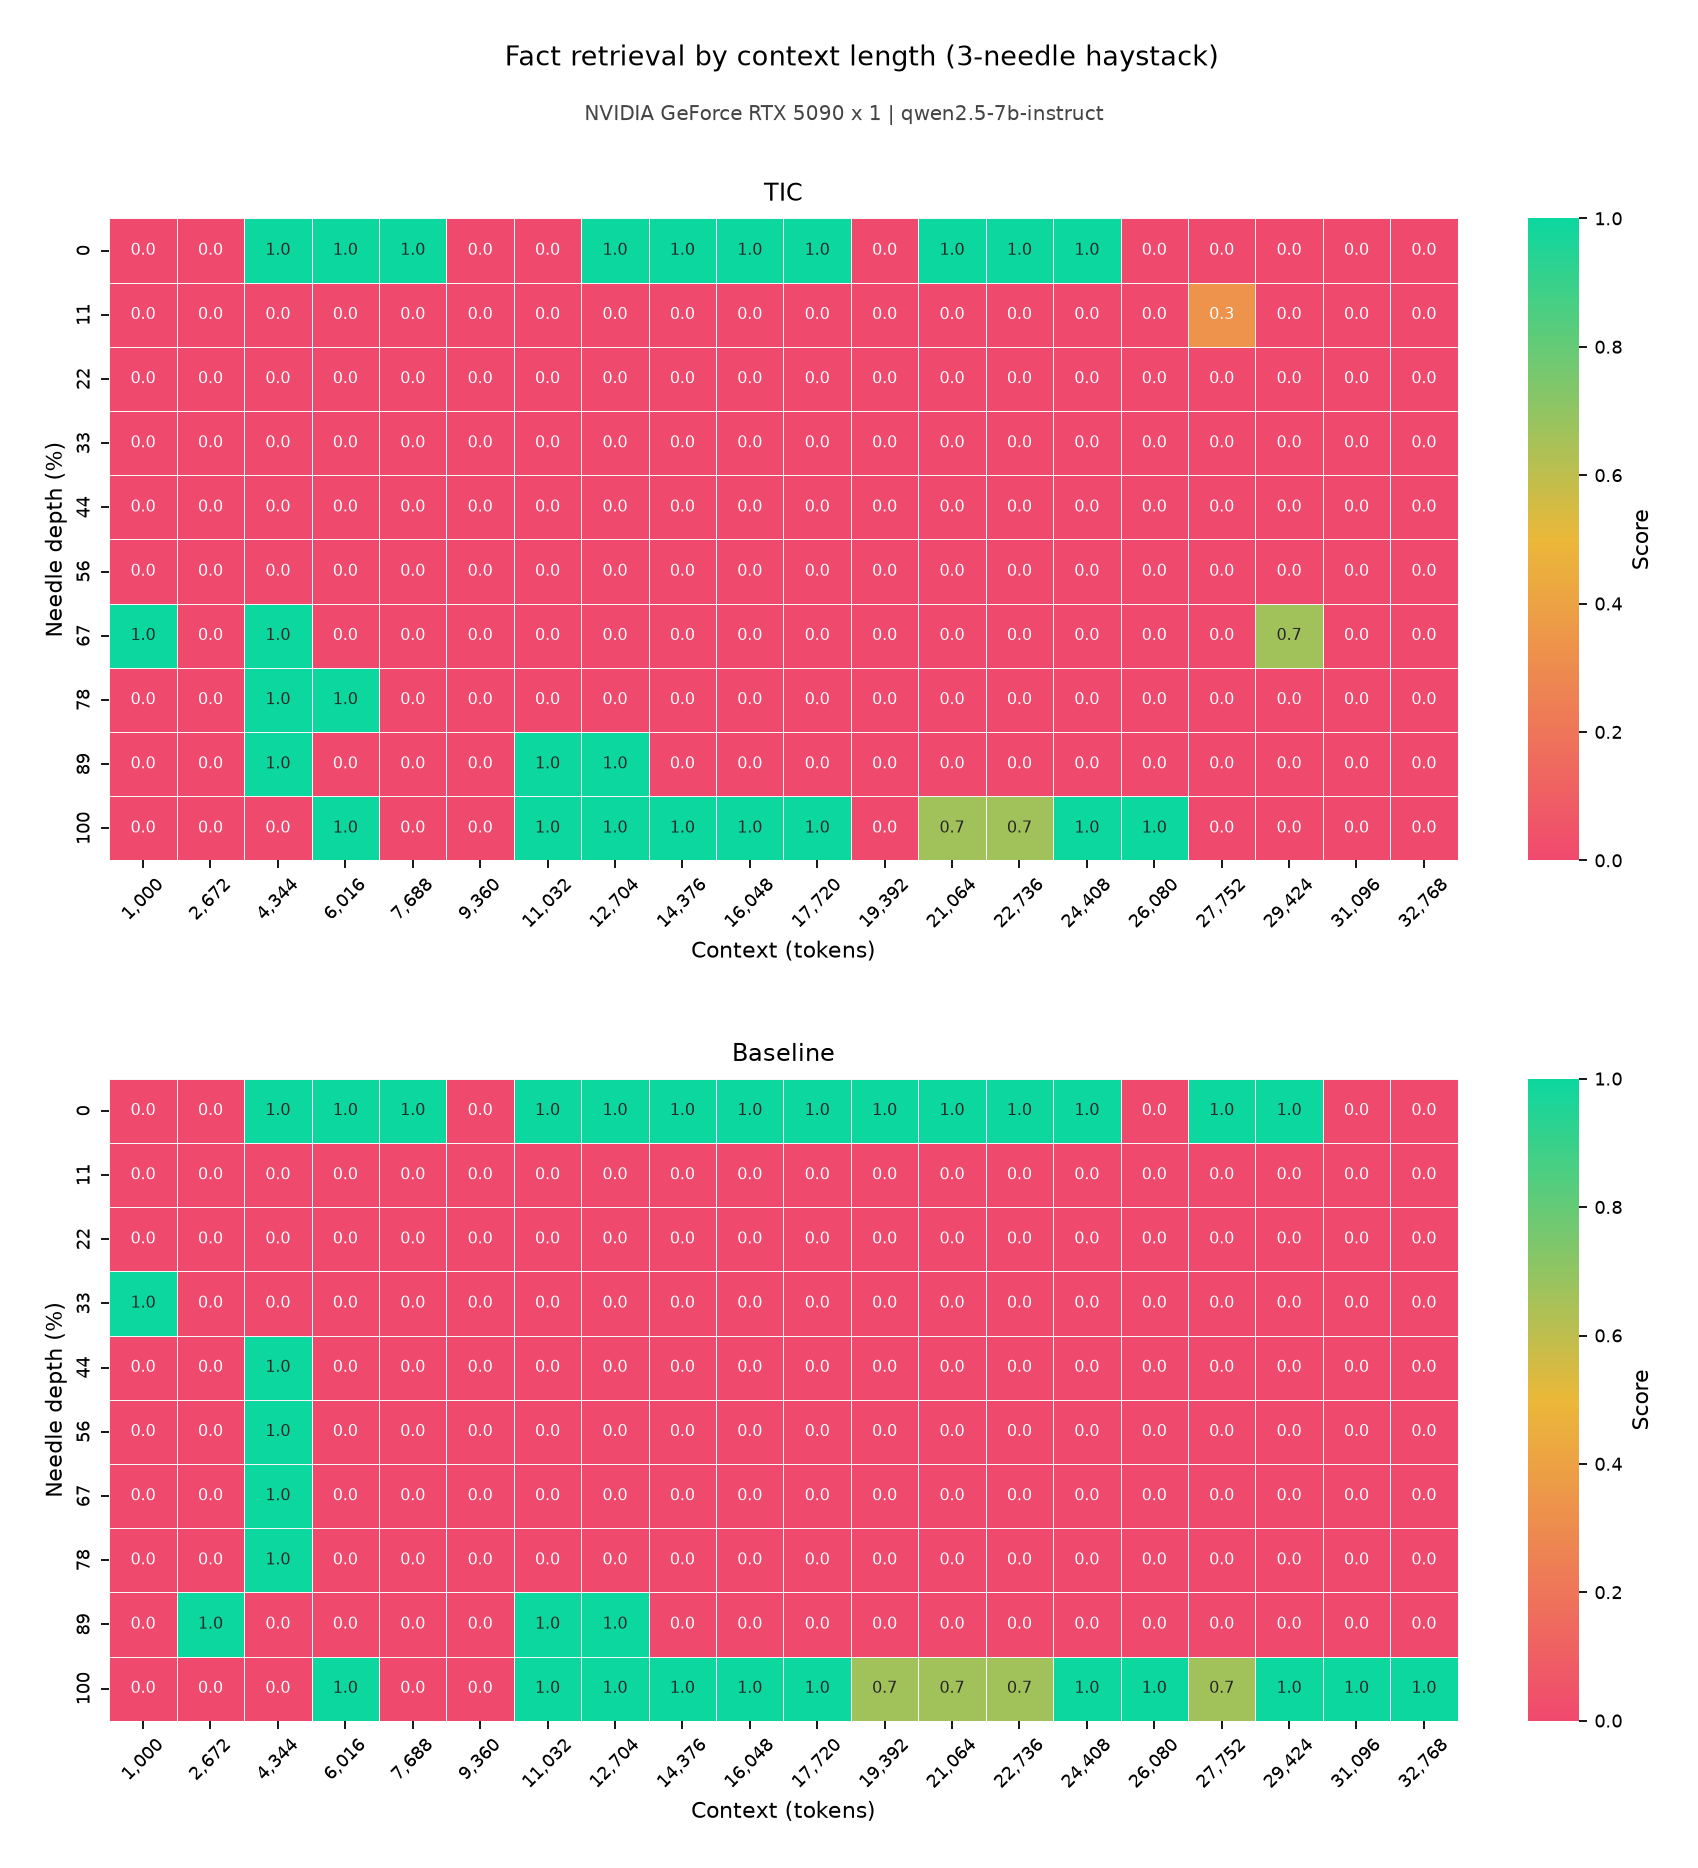 Fact retrieval by context length (3-needle haystack)
NVIDIA GeForce RTX 5090 x 1 | qwen2.5-7b-instruct
TIC
Needle depth (%)
0 0.0 0.0 1.0 1.0 1.0 0.0 0.0 1.0 1.0 1.0 1.0 0.0 1.0 1.0 1.0 0.0 0.0 0.0 0.0 0.0
11 0.0 0.0 0.0 0.0 0.0 0.0 0.0 0.0 0.0 0.0 0.0 0.0 0.0 0.0 0.0 0.0 0.3 0.0 0.0 0.0
22 0.0 0.0 0.0 0.0 0.0 0.0 0.0 0.0 0.0 0.0 0.0 0.0 0.0 0.0 0.0 0.0 0.0 0.0 0.0 0.0
33 0.0 0.0 0.0 0.0 0.0 0.0 0.0 0.0 0.0 0.0 0.0 0.0 0.0 0.0 0.0 0.0 0.0 0.0 0.0 0.0
44 0.0 0.0 0.0 0.0 0.0 0.0 0.0 0.0 0.0 0.0 0.0 0.0 0.0 0.0 0.0 0.0 0.0 0.0 0.0 0.0
56 0.0 0.0 0.0 0.0 0.0 0.0 0.0 0.0 0.0 0.0 0.0 0.0 0.0 0.0 0.0 0.0 0.0 0.0 0.0 0.0
67 1.0 0.0 1.0 0.0 0.0 0.0 0.0 0.0 0.0 0.0 0.0 0.0 0.0 0.0 0.0 0.0 0.0 0.7 0.0 0.0
78 0.0 0.0 1.0 1.0 0.0 0.0 0.0 0.0 0.0 0.0 0.0 0.0 0.0 0.0 0.0 0.0 0.0 0.0 0.0 0.0
89 0.0 0.0 1.0 0.0 0.0 0.0 1.0 1.0 0.0 0.0 0.0 0.0 0.0 0.0 0.0 0.0 0.0 0.0 0.0 0.0
100 0.0 0.0 0.0 1.0 0.0 0.0 1.0 1.0 1.0 1.0 1.0 0.0 0.7 0.7 1.0 1.0 0.0 0.0 0.0 0.0
1,000 2,672 4,344 6,016 7,688 9,360 11,032 12,704 14,376 16,048 17,720 19,392 21,064 22,736 24,408 26,080 27,752 29,424 31,096 32,768
Context (tokens)
1.0
0.8
0.6
0.4
0.2
0.0
Score
Baseline
Needle depth (%)
0 0.0 0.0 1.0 1.0 1.0 0.0 1.0 1.0 1.0 1.0 1.0 1.0 1.0 1.0 1.0 0.0 1.0 1.0 0.0 0.0
11 0.0 0.0 0.0 0.0 0.0 0.0 0.0 0.0 0.0 0.0 0.0 0.0 0.0 0.0 0.0 0.0 0.0 0.0 0.0 0.0
22 0.0 0.0 0.0 0.0 0.0 0.0 0.0 0.0 0.0 0.0 0.0 0.0 0.0 0.0 0.0 0.0 0.0 0.0 0.0 0.0
33 1.0 0.0 0.0 0.0 0.0 0.0 0.0 0.0 0.0 0.0 0.0 0.0 0.0 0.0 0.0 0.0 0.0 0.0 0.0 0.0
44 0.0 0.0 1.0 0.0 0.0 0.0 0.0 0.0 0.0 0.0 0.0 0.0 0.0 0.0 0.0 0.0 0.0 0.0 0.0 0.0
56 0.0 0.0 1.0 0.0 0.0 0.0 0.0 0.0 0.0 0.0 0.0 0.0 0.0 0.0 0.0 0.0 0.0 0.0 0.0 0.0
67 0.0 0.0 1.0 0.0 0.0 0.0 0.0 0.0 0.0 0.0 0.0 0.0 0.0 0.0 0.0 0.0 0.0 0.0 0.0 0.0
78 0.0 0.0 1.0 0.0 0.0 0.0 0.0 0.0 0.0 0.0 0.0 0.0 0.0 0.0 0.0 0.0 0.0 0.0 0.0 0.0
89 0.0 1.0 0.0 0.0 0.0 0.0 1.0 1.0 0.0 0.0 0.0 0.0 0.0 0.0 0.0 0.0 0.0 0.0 0.0 0.0
100 0.0 0.0 0.0 1.0 0.0 0.0 1.0 1.0 1.0 1.0 1.0 0.7 0.7 0.7 1.0 1.0 0.7 1.0 1.0 1.0
1,000 2,672 4,344 6,016 7,688 9,360 11,032 12,704 14,376 16,048 17,720 19,392 21,064 22,736 24,408 26,080 27,752 29,424 31,096 32,768
Context (tokens)
1.0
0.8
0.6
0.4
0.2
0.0
Score